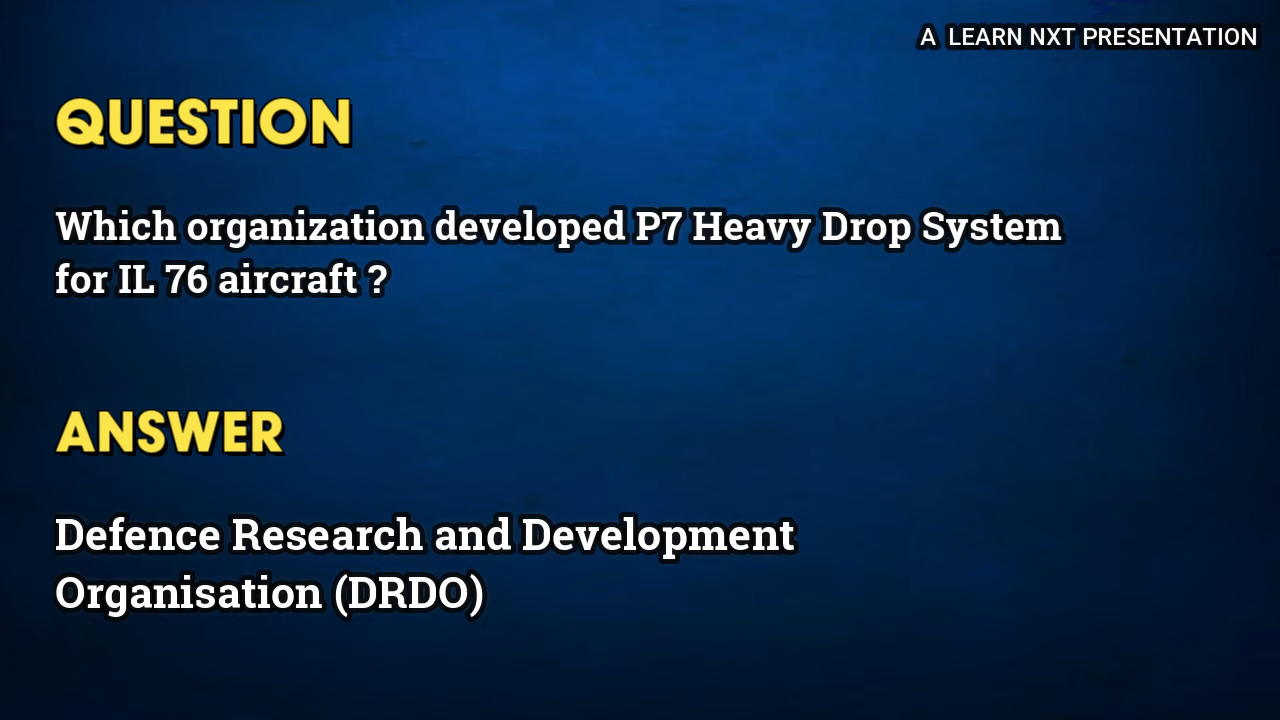 A LEARN NXT PRESENTATION
QUESTION
Which organization developed P7 Heavy Drop System
for IL 76 aircraft ?
ANSWER
Defence Research and Development
Organisation (DRDO)